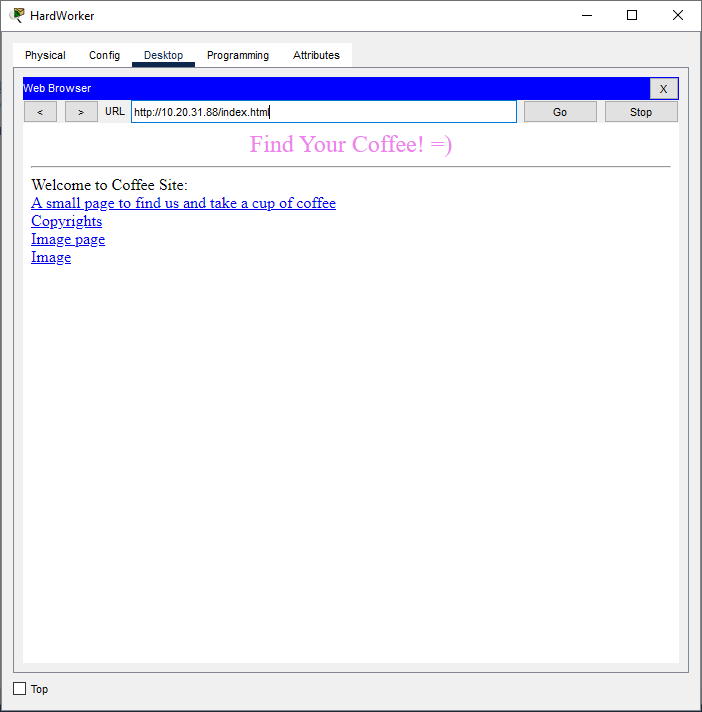 HardWorker
Physical Config Desktop Programming Attributes
Web Browser X
< > URL http://10.20.31.88/index.html Go Stop
Find Your Coffee! =)
Welcome to Coffee Site:
A small page to find us and take a cup of coffee
Copyrights
Image page
Image
Top